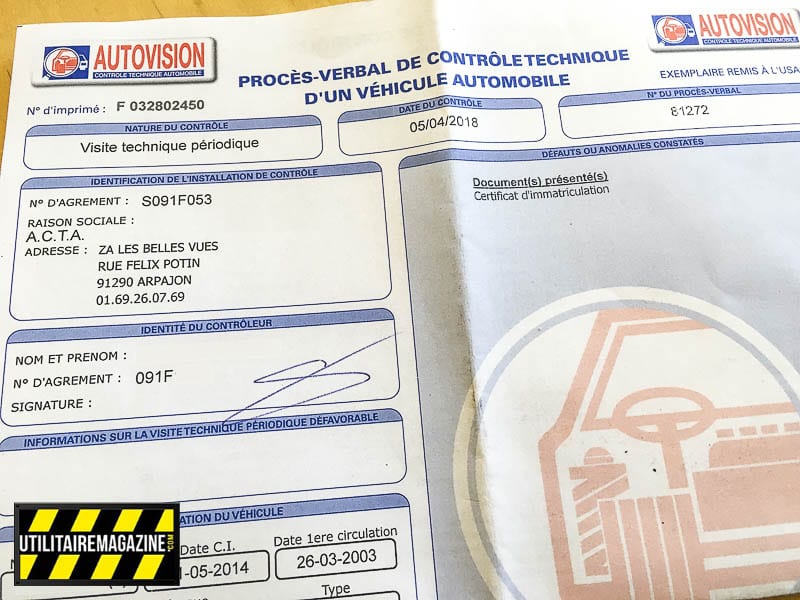 AUTOVISION
CONTROLE TECHNIQUE AUTOMOBILE
AUTOVISION
CONTROLE TECHNIQUE AUTOMOBILE
PROCÈS-VERBAL DE CONTRÔLE TECHNIQUE
D'UN VÉHICULE AUTOMOBILE
EXEMPLAIRE REMIS À L'USA
N° d'imprimé : F 032802450
NATURE DU CONTRÔLE
Visite technique périodique
DATE DU CONTRÔLE
05/04/2018
N° DU PROCÈS-VERBAL
81272
IDENTIFICATION DE L'INSTALLATION DE CONTRÔLE
N° D'AGREMENT : S091F053
RAISON SOCIALE :
A.C.T.A.
ADRESSE : ZA LES BELLES VUES
RUE FELIX POTIN
91290 ARPAJON
01.69.26.07.69
DÉFAUTS OU ANOMALIES CONSTATÉS
Document(s) présenté(s)
Certificat d'immatriculation
IDENTITÉ DU CONTRÔLEUR
NOM ET PRENOM :
N° D'AGREMENT : 091F
SIGNATURE :
INFORMATIONS SUR LA VISITE TECHNIQUE PÉRIODIQUE DÉFAVORABLE
DU VÉHICULE
Date C.I.
-05-2014
Date 1ere circulation
26-03-2003
Type
UTILITAIREMAGAZINE.COM